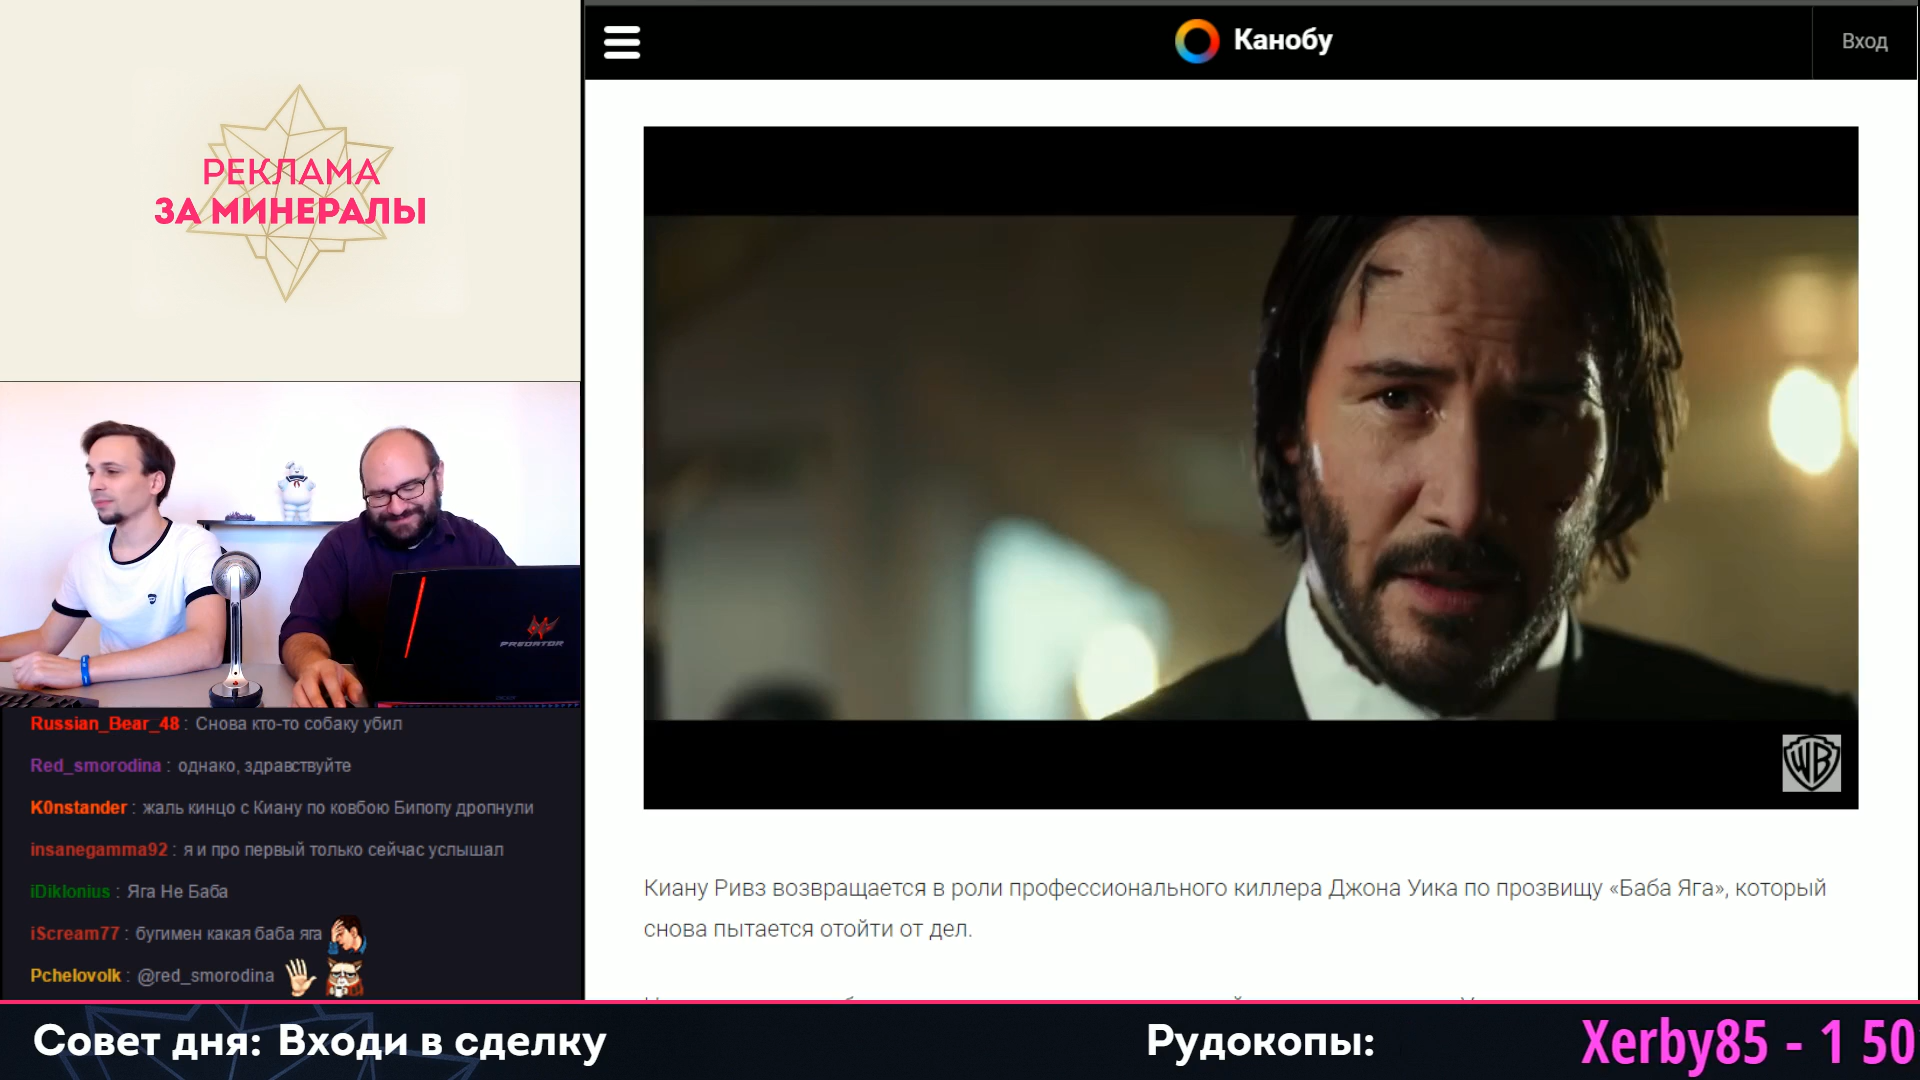 РЕКЛАМА
ЗА МИНЕРАЛЫ
Канобу
Вход
WB
PREDATOR
Russian_Bear_48 : Снова кто-то собаку убил
Red_smorodina : однако, здравствуйте
K0nstander : жаль кинцо с Киану по ковбою Бипопу дропнули
insanegamma92 : я и про первый только сейчас услышал
iDiklonius : Яга Не Баба
iScream77 : бугимен какая баба яга
Pchelovolk : @red_smorodina
Киану Ривз возвращается в роли профессионального киллера Джона Уика по прозвищу «Баба Яга», который
снова пытается отойти от дел.
Совет дня: Входи в сделку
Рудокопы:
Xerby85 - 1 50